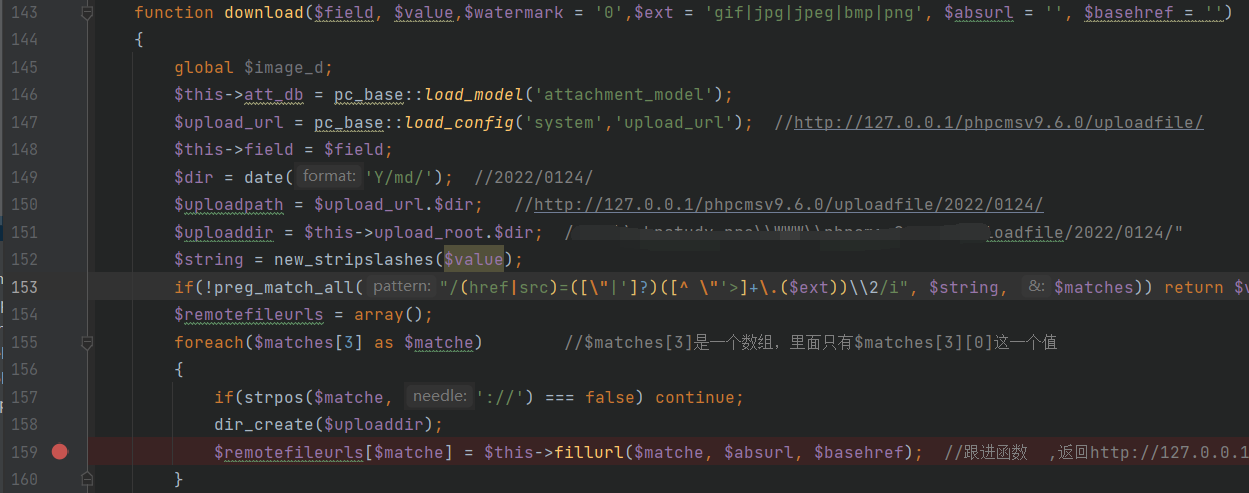 143 function download($field, $value,$watermark = '0',$ext = 'gif|jpg|jpeg|bmp|png', $absurl = '', $basehref = '')
144 {
145 global $image_d;
146 $this->att_db = pc_base::load_model('attachment_model');
147 $upload_url = pc_base::load_config('system','upload_url'); //http://127.0.0.1/phpcmsv9.6.0/uploadfile/
148 $this->field = $field;
149 $dir = date( format: 'Y/md/'); //2022/0124/
150 $uploadpath = $upload_url.$dir; //http://127.0.0.1/phpcmsv9.6.0/uploadfile/2022/0124/
151 $uploaddir = $this->upload_root.$dir; /loadfile/2022/0124/"
152 $string = new_stripslashes($value);
153 if(!preg_match_all( pattern: "/(href|src)=([\"|']?)([^ \"'>]+\.($ext))\\2/i", $string, &: $matches)) return $
154 $remotefileurls = array();
155 foreach($matches[3] as $matche) //$matches[3]是一个数组，里面只有$matches[3][0]这一个值
156 {
157 if(strpos($matche, needle: '://') === false) continue;
158 dir_create($uploaddir);
159 $remotefileurls[$matche] = $this->fillurl($matche, $absurl, $basehref); //跟进函数 ,返回http://127.0.0.1
160 }